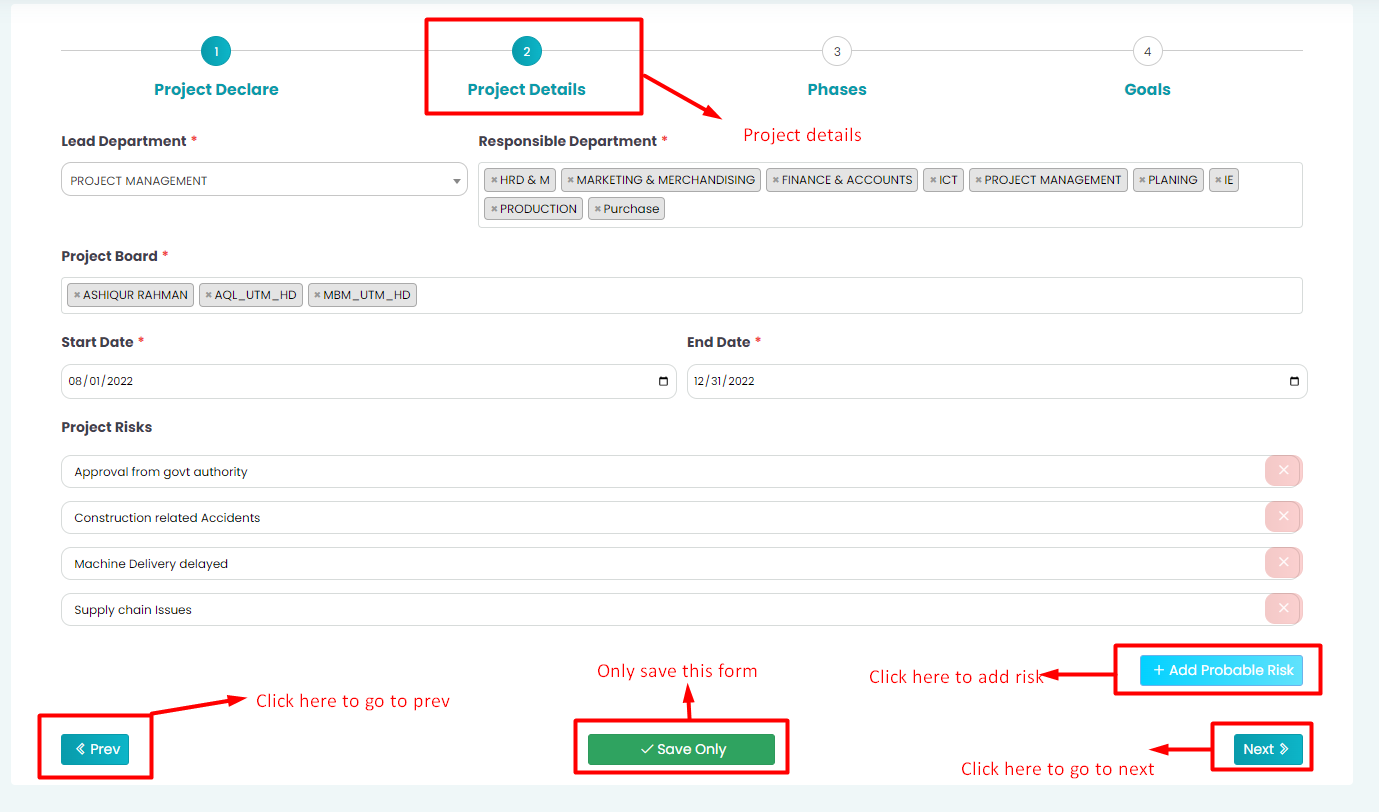 1
2
3
4
Project Declare
Project Details
Phases
Goals
Project details
Lead Department *
Responsible Department *
PROJECT MANAGEMENT
× HRD & M × MARKETING & MERCHANDISING × FINANCE & ACCOUNTS × ICT × PROJECT MANAGEMENT × PLANING × IE
× PRODUCTION × Purchase
Project Board *
× ASHIQUR RAHMAN × AQL_UTM_HD × MBM_UTM_HD
Start Date *
End Date *
08/01/2022
12/31/2022
Project Risks
Approval from govt authority
Construction related Accidents
Machine Delivery delayed
Supply chain Issues
Only save this form
Click here to add risk
+ Add Probable Risk
Click here to go to prev
Prev
Save Only
Next
Click here to go to next